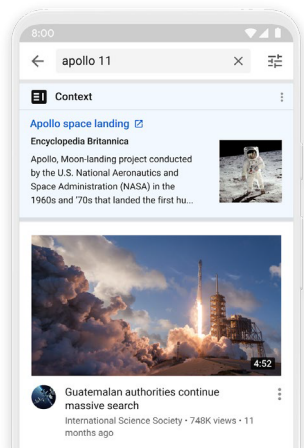 8:00
apollo 11
Context
Apollo space landing
Encyclopedia Britannica
Apollo, Moon-landing project conducted
by the U.S. National Aeronautics and
Space Administration (NASA) in the
1960s and '70s that landed the first hu...
4:52
Guatemalan authorities continue
massive search
International Science Society • 748K views • 11
months ago